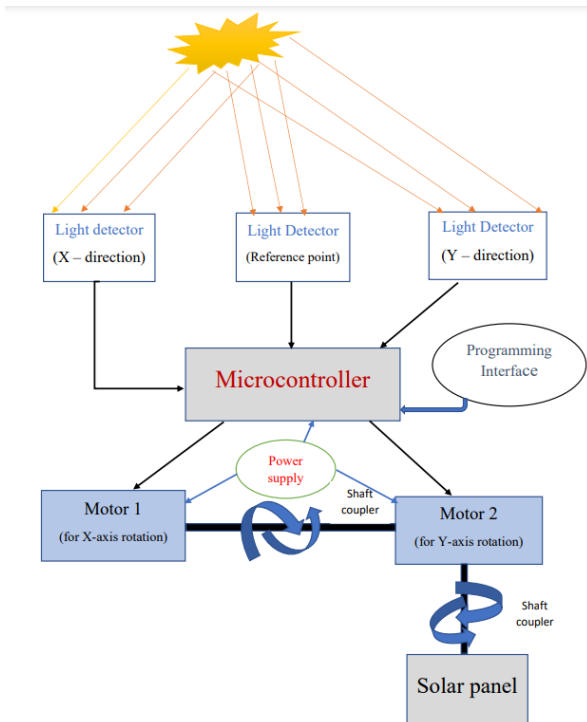 Light detector
(X – direction)
Light Detector
(Reference point)
Light Detector
(Y – direction)
Microcontroller
Programming
Interface
Power
supply
Motor 1
(for X-axis rotation)
Shaft
coupler
Motor 2
(for Y-axis rotation)
Shaft
coupler
Solar panel